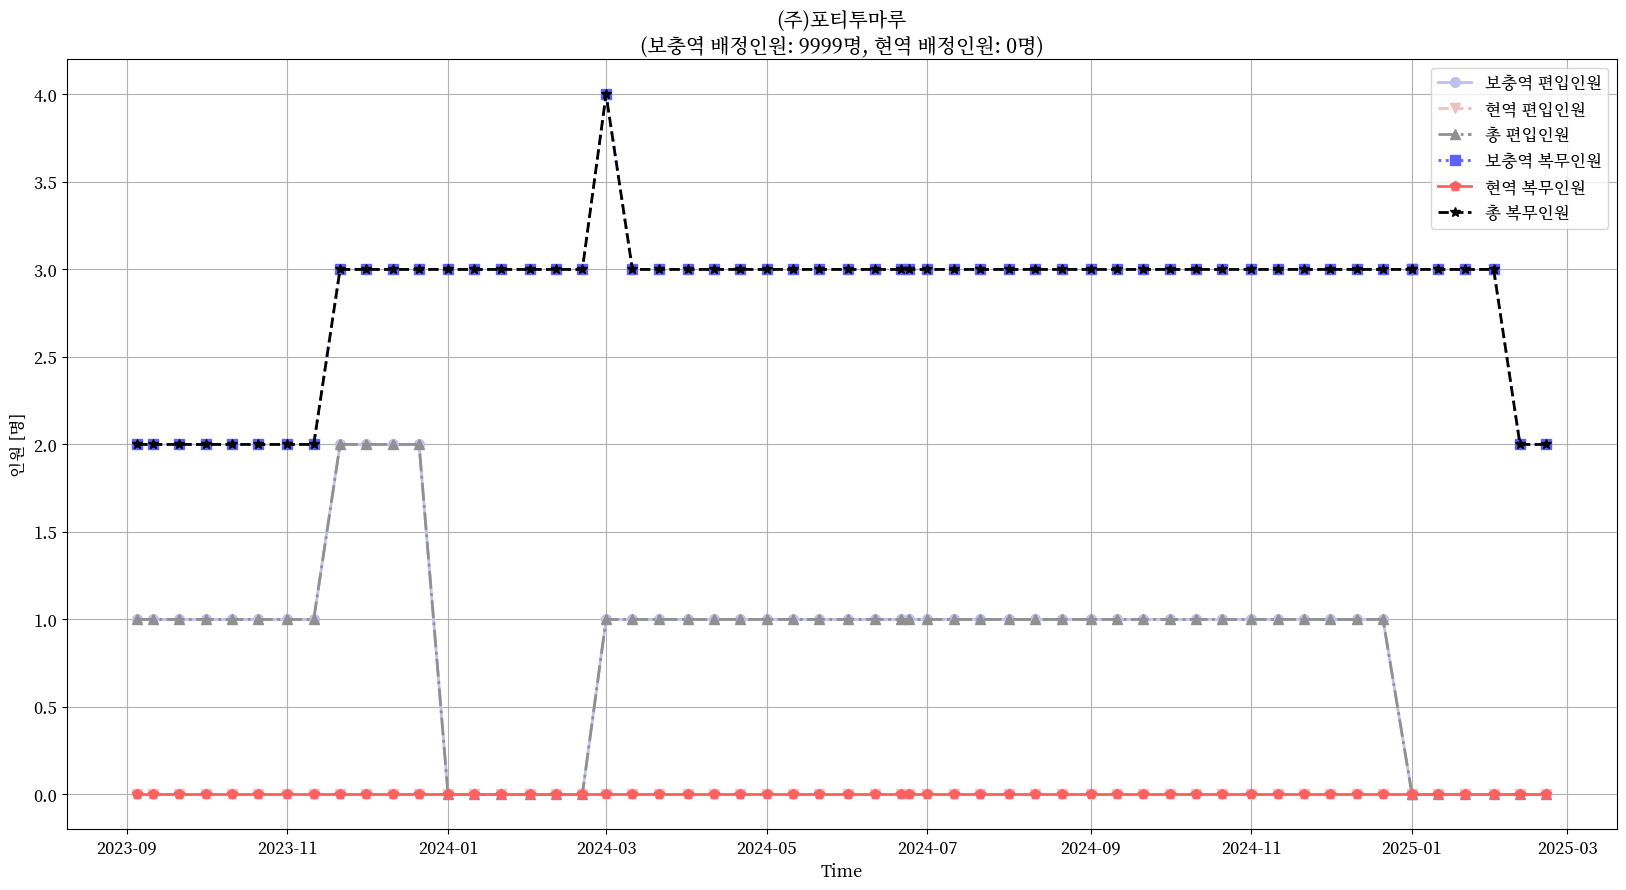 (주)포티투마루
(보충역 배정인원: 9999명, 현역 배정인원: 0명)
보충역 편입인원
현역 편입인원
총 편입인원
보충역 복무인원
현역 복무인원
총 복무인원
4.0
3.5
3.0
2.5
2.0
1.5
1.0
0.5
0.0
인원 [명]
2023-09
2023-11
2024-01
2024-03
2024-05
2024-07
2024-09
2024-11
2025-01
2025-03
Time